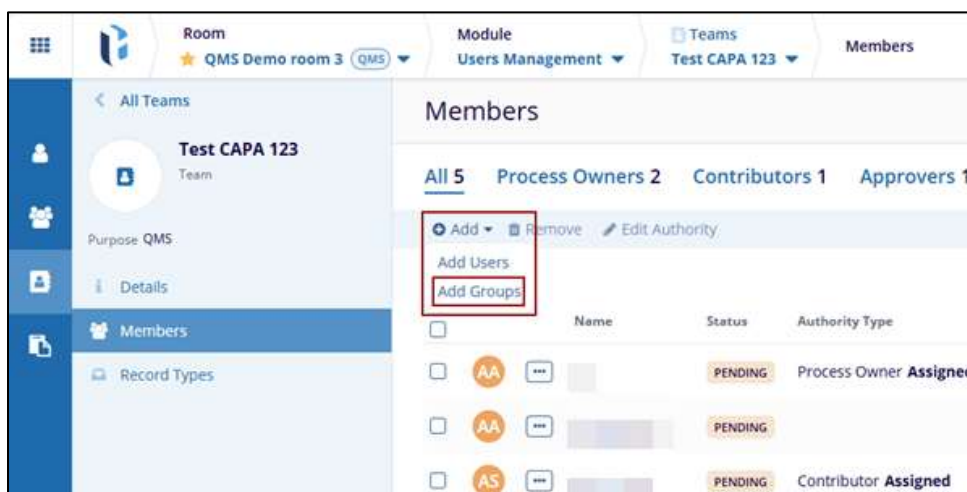 Room
QMS Demo room 3 QMS
Module
Users Management
Teams
Test CAPA 123
Members
All Teams
Test CAPA 123
Team
Purpose QMS
Details
Members
Record Types
Members
All 5 Process Owners 2 Contributors 1 Approvers 1
Add Remove Edit Authority
Add Users
Add Groups
Name Status Authority Type
AA PENDING Process Owner Assigned
AA PENDING
AS PENDING Contributor Assigned